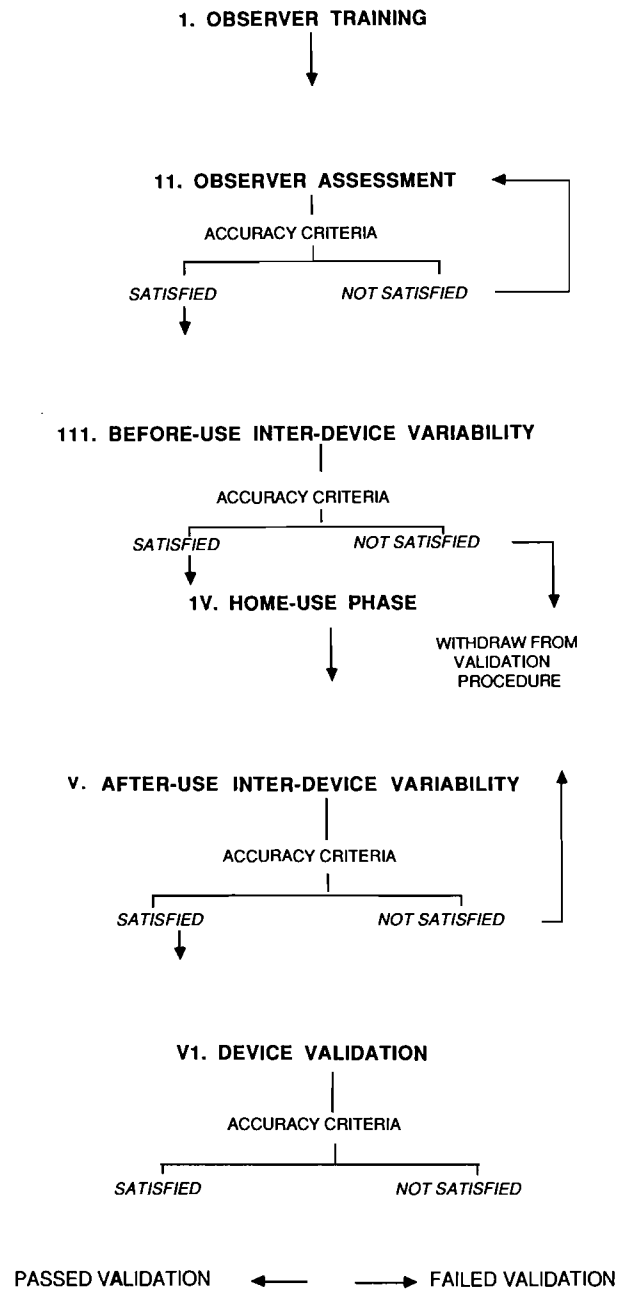 1. OBSERVER TRAINING
11. OBSERVER ASSESSMENT
ACCURACY CRITERIA
SATISFIED NOT SATISFIED
111. BEFORE-USE INTER-DEVICE VARIABILITY
ACCURACY CRITERIA
SATISFIED NOT SATISFIED
1V. HOME-USE PHASE
WITHDRAW FROM
VALIDATION
PROCEDURE
V. AFTER-USE INTER-DEVICE VARIABILITY
ACCURACY CRITERIA
SATISFIED NOT SATISFIED
V1. DEVICE VALIDATION
ACCURACY CRITERIA
SATISFIED NOT SATISFIED
PASSED VALIDATION FAILED VALIDATION